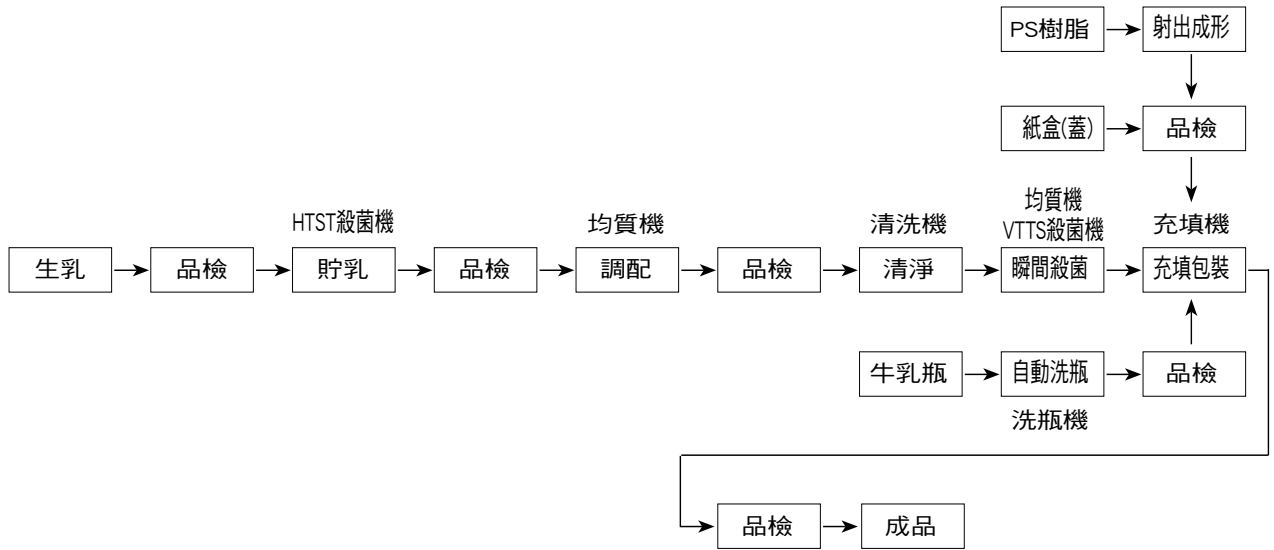 PS樹脂
射出成形
紙盒(蓋)
品檢
HTST殺菌機
均質機
清洗機
均質機
VTTS殺菌機
充填機
生乳
品檢
貯乳
品檢
調配
品檢
清淨
瞬間殺菌
充填包裝
牛乳瓶
自動洗瓶
品檢
洗瓶機
品檢
成品